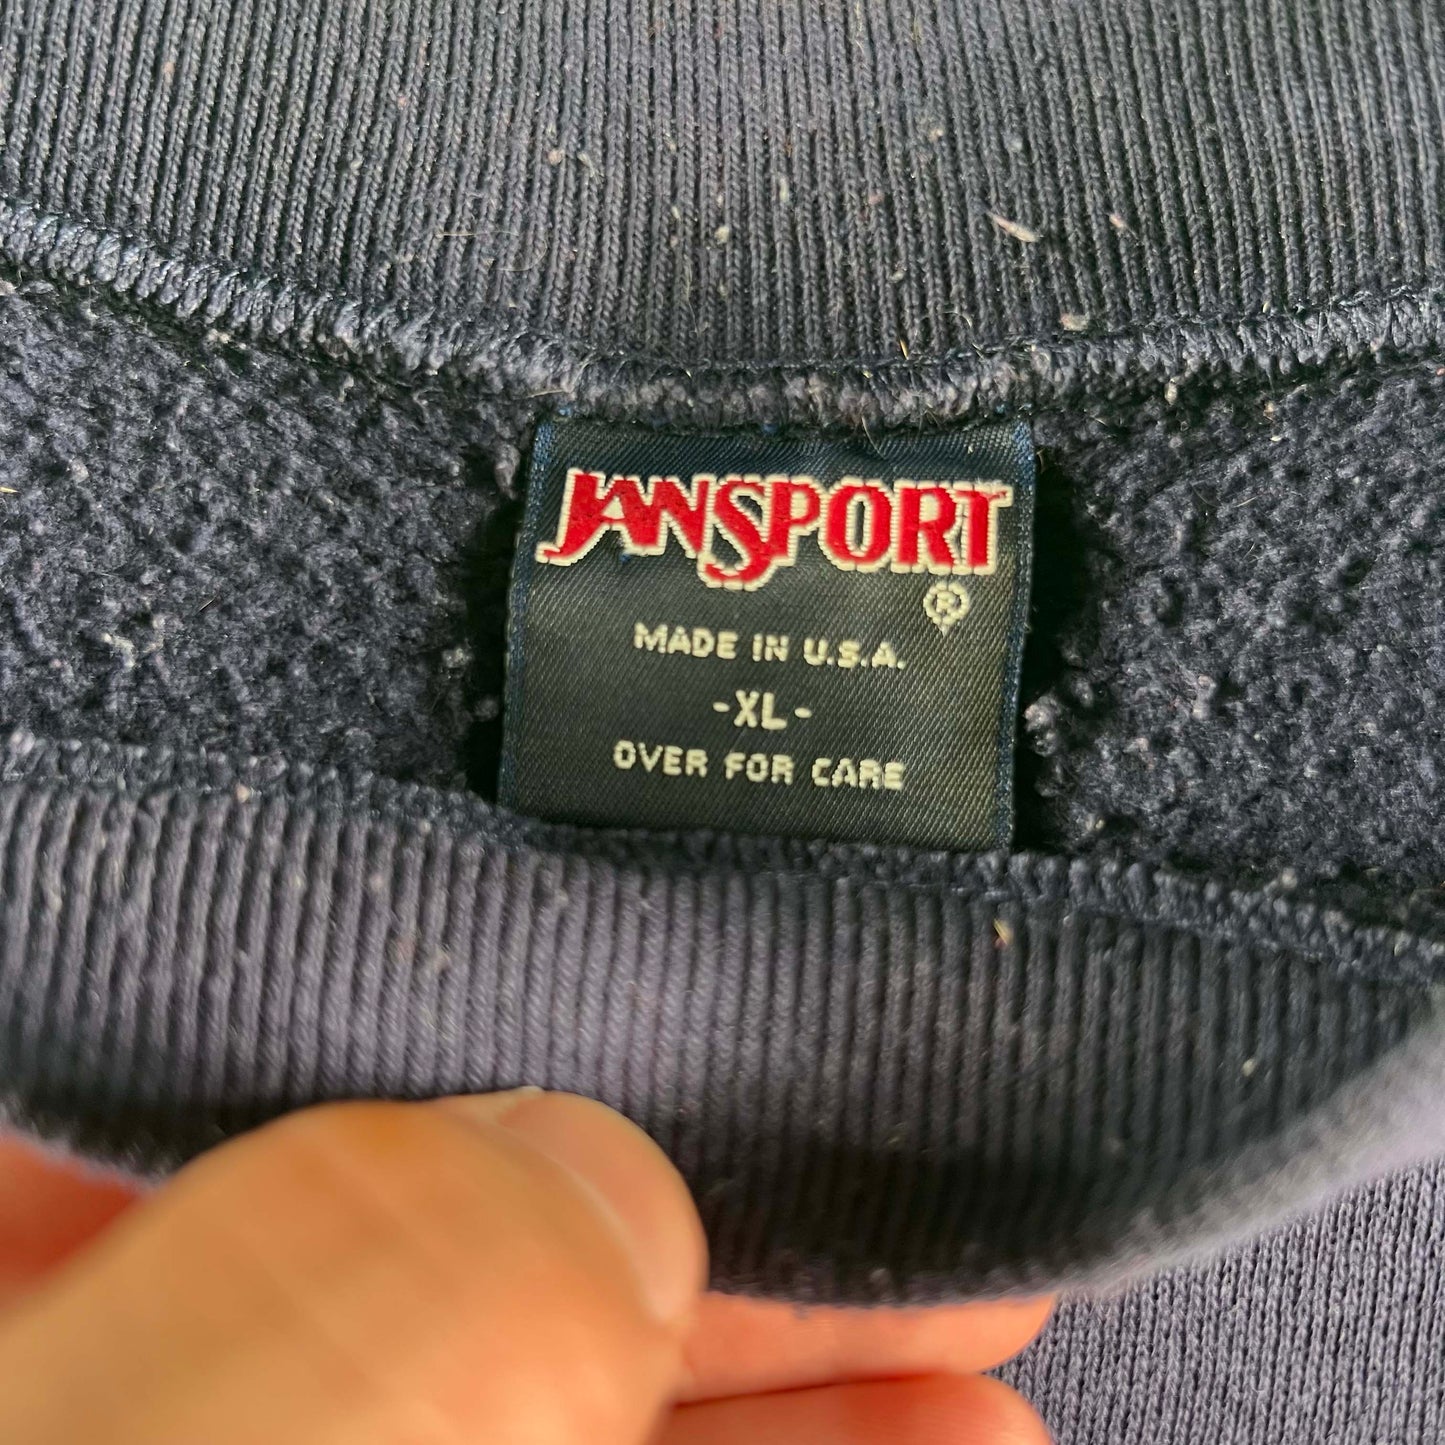 JANSPORT
®
MADE IN U.S.A.
-XL-
OVER FOR CARE